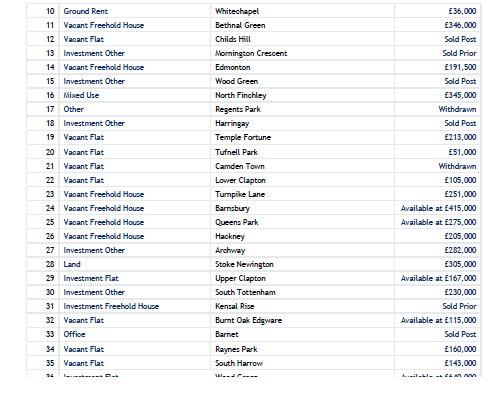 10 Ground Rent Whitechapel £36,000
11 Vacant Freehold House Bethnal Green £346,000
12 Vacant Flat Childs Hill Sold Post
13 Investment Other Mornington Crescent Sold Prior
14 Vacant Freehold House Edmonton £191,500
15 Investment Other Wood Green Sold Post
16 Mixed Use North Finchley £345,000
17 Other Regents Park Withdrawn
18 Investment Other Harringay Sold Post
19 Vacant Flat Temple Fortune £213,000
20 Vacant Flat Tufnell Park £51,000
21 Vacant Flat Camden Town Withdrawn
22 Vacant Flat Lower Clapton £105,000
23 Vacant Freehold House Turnpike Lane £251,000
24 Vacant Freehold House Barnsbury Available at £415,000
25 Vacant Freehold House Queens Park Available at £275,000
26 Vacant Freehold House Hackney £205,000
27 Investment Other Archway £282,000
28 Land Stoke Newington £305,000
29 Investment Flat Upper Clapton Available at £167,000
30 Investment Other South Tottenham £230,000
31 Investment Freehold House Kensal Rise Sold Prior
32 Vacant Flat Burnt Oak Edgware Available at £115,000
33 Office Barnet Sold Post
34 Vacant Flat Raynes Park £160,000
35 Vacant Flat South Harrow £143,000
36 Investment Flat Wood Green Available at £640,000